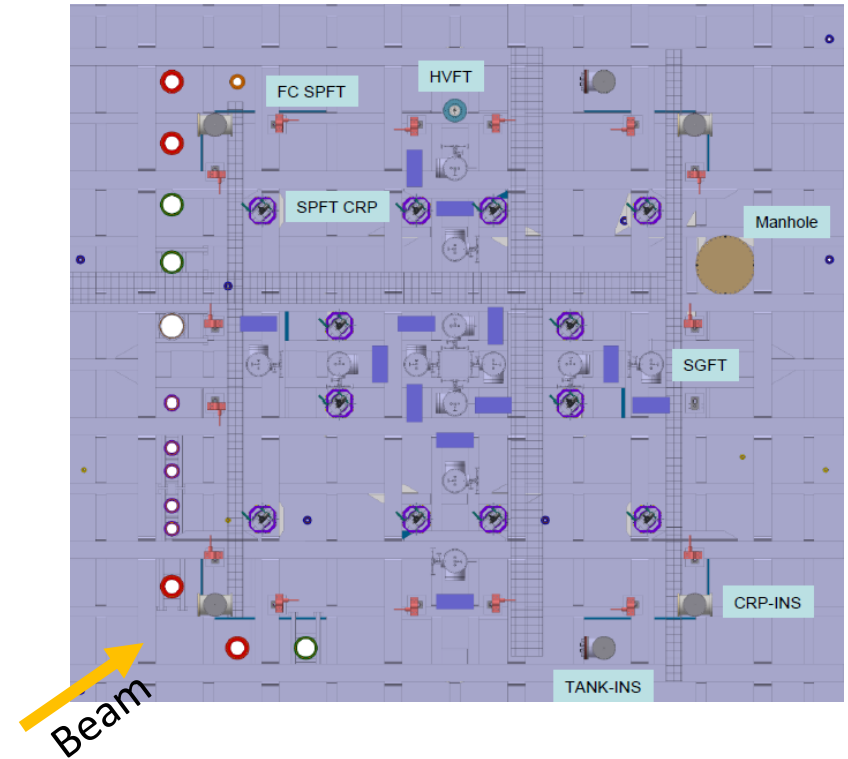 HVFT
FC SPFT
SPFT CRP
Manhole
SGFT
CRP-INS
TANK-INS
Beam